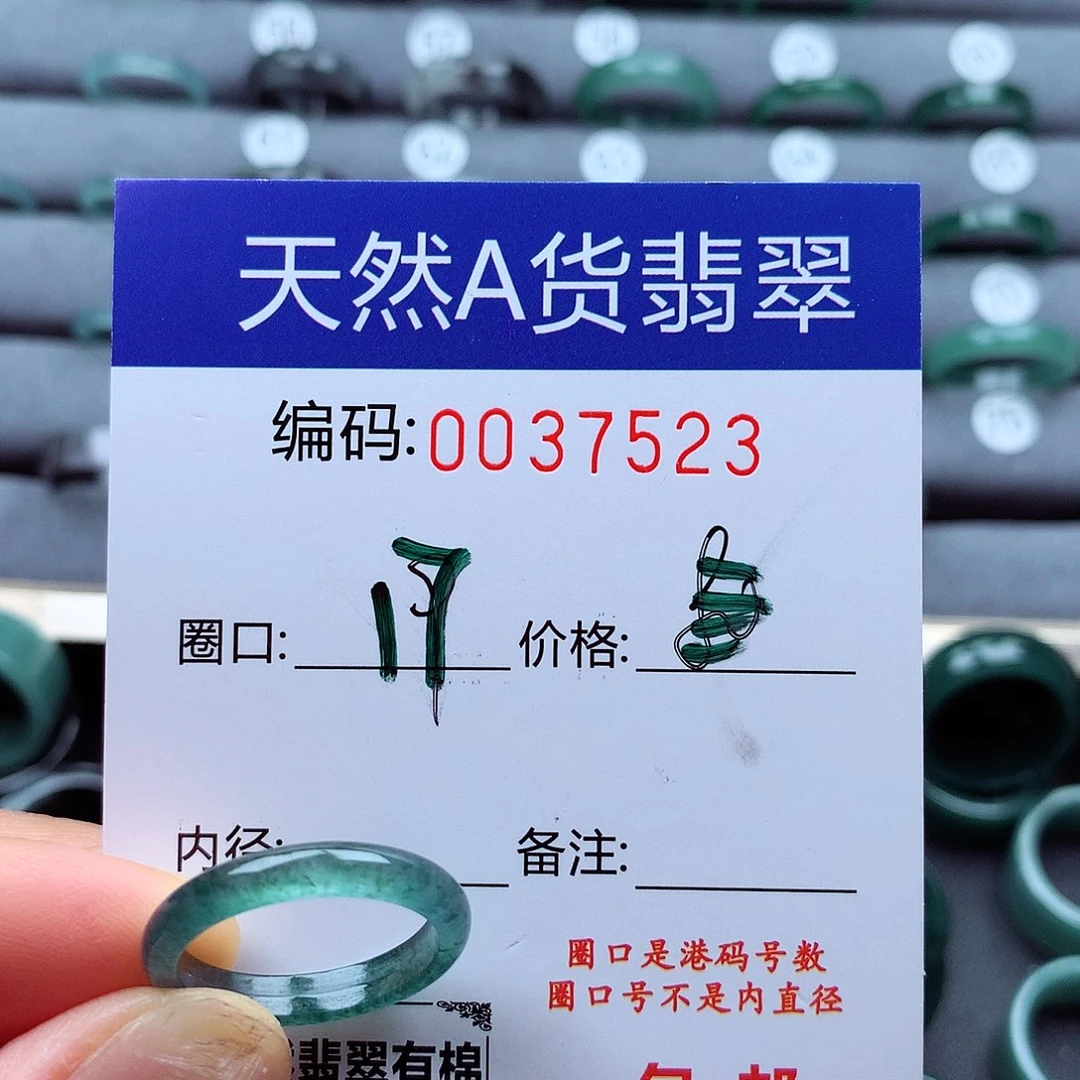 天然A货翡翠
编码:0037523
圈口: 17 价格:
内径: 备注:
圈口是港码号数
圈口号不是内直径
翡翠有棉